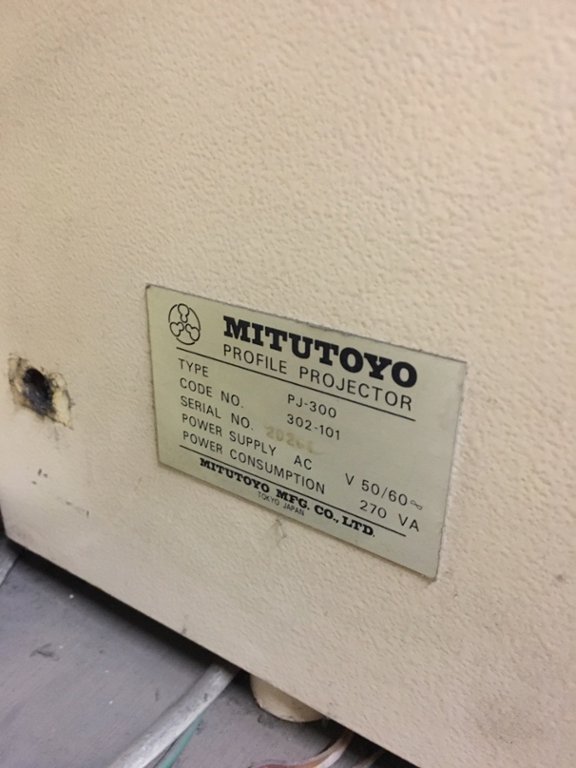 MITUTOYO
PROFILE PROJECTOR
TYPE PJ-300
CODE NO. 302-101
SERIAL NO.
POWER SUPPLY AC V 50/60~
POWER CONSUMPTION 270 VA
MITUTOYO MFG. CO., LTD.
TOKYO JAPAN